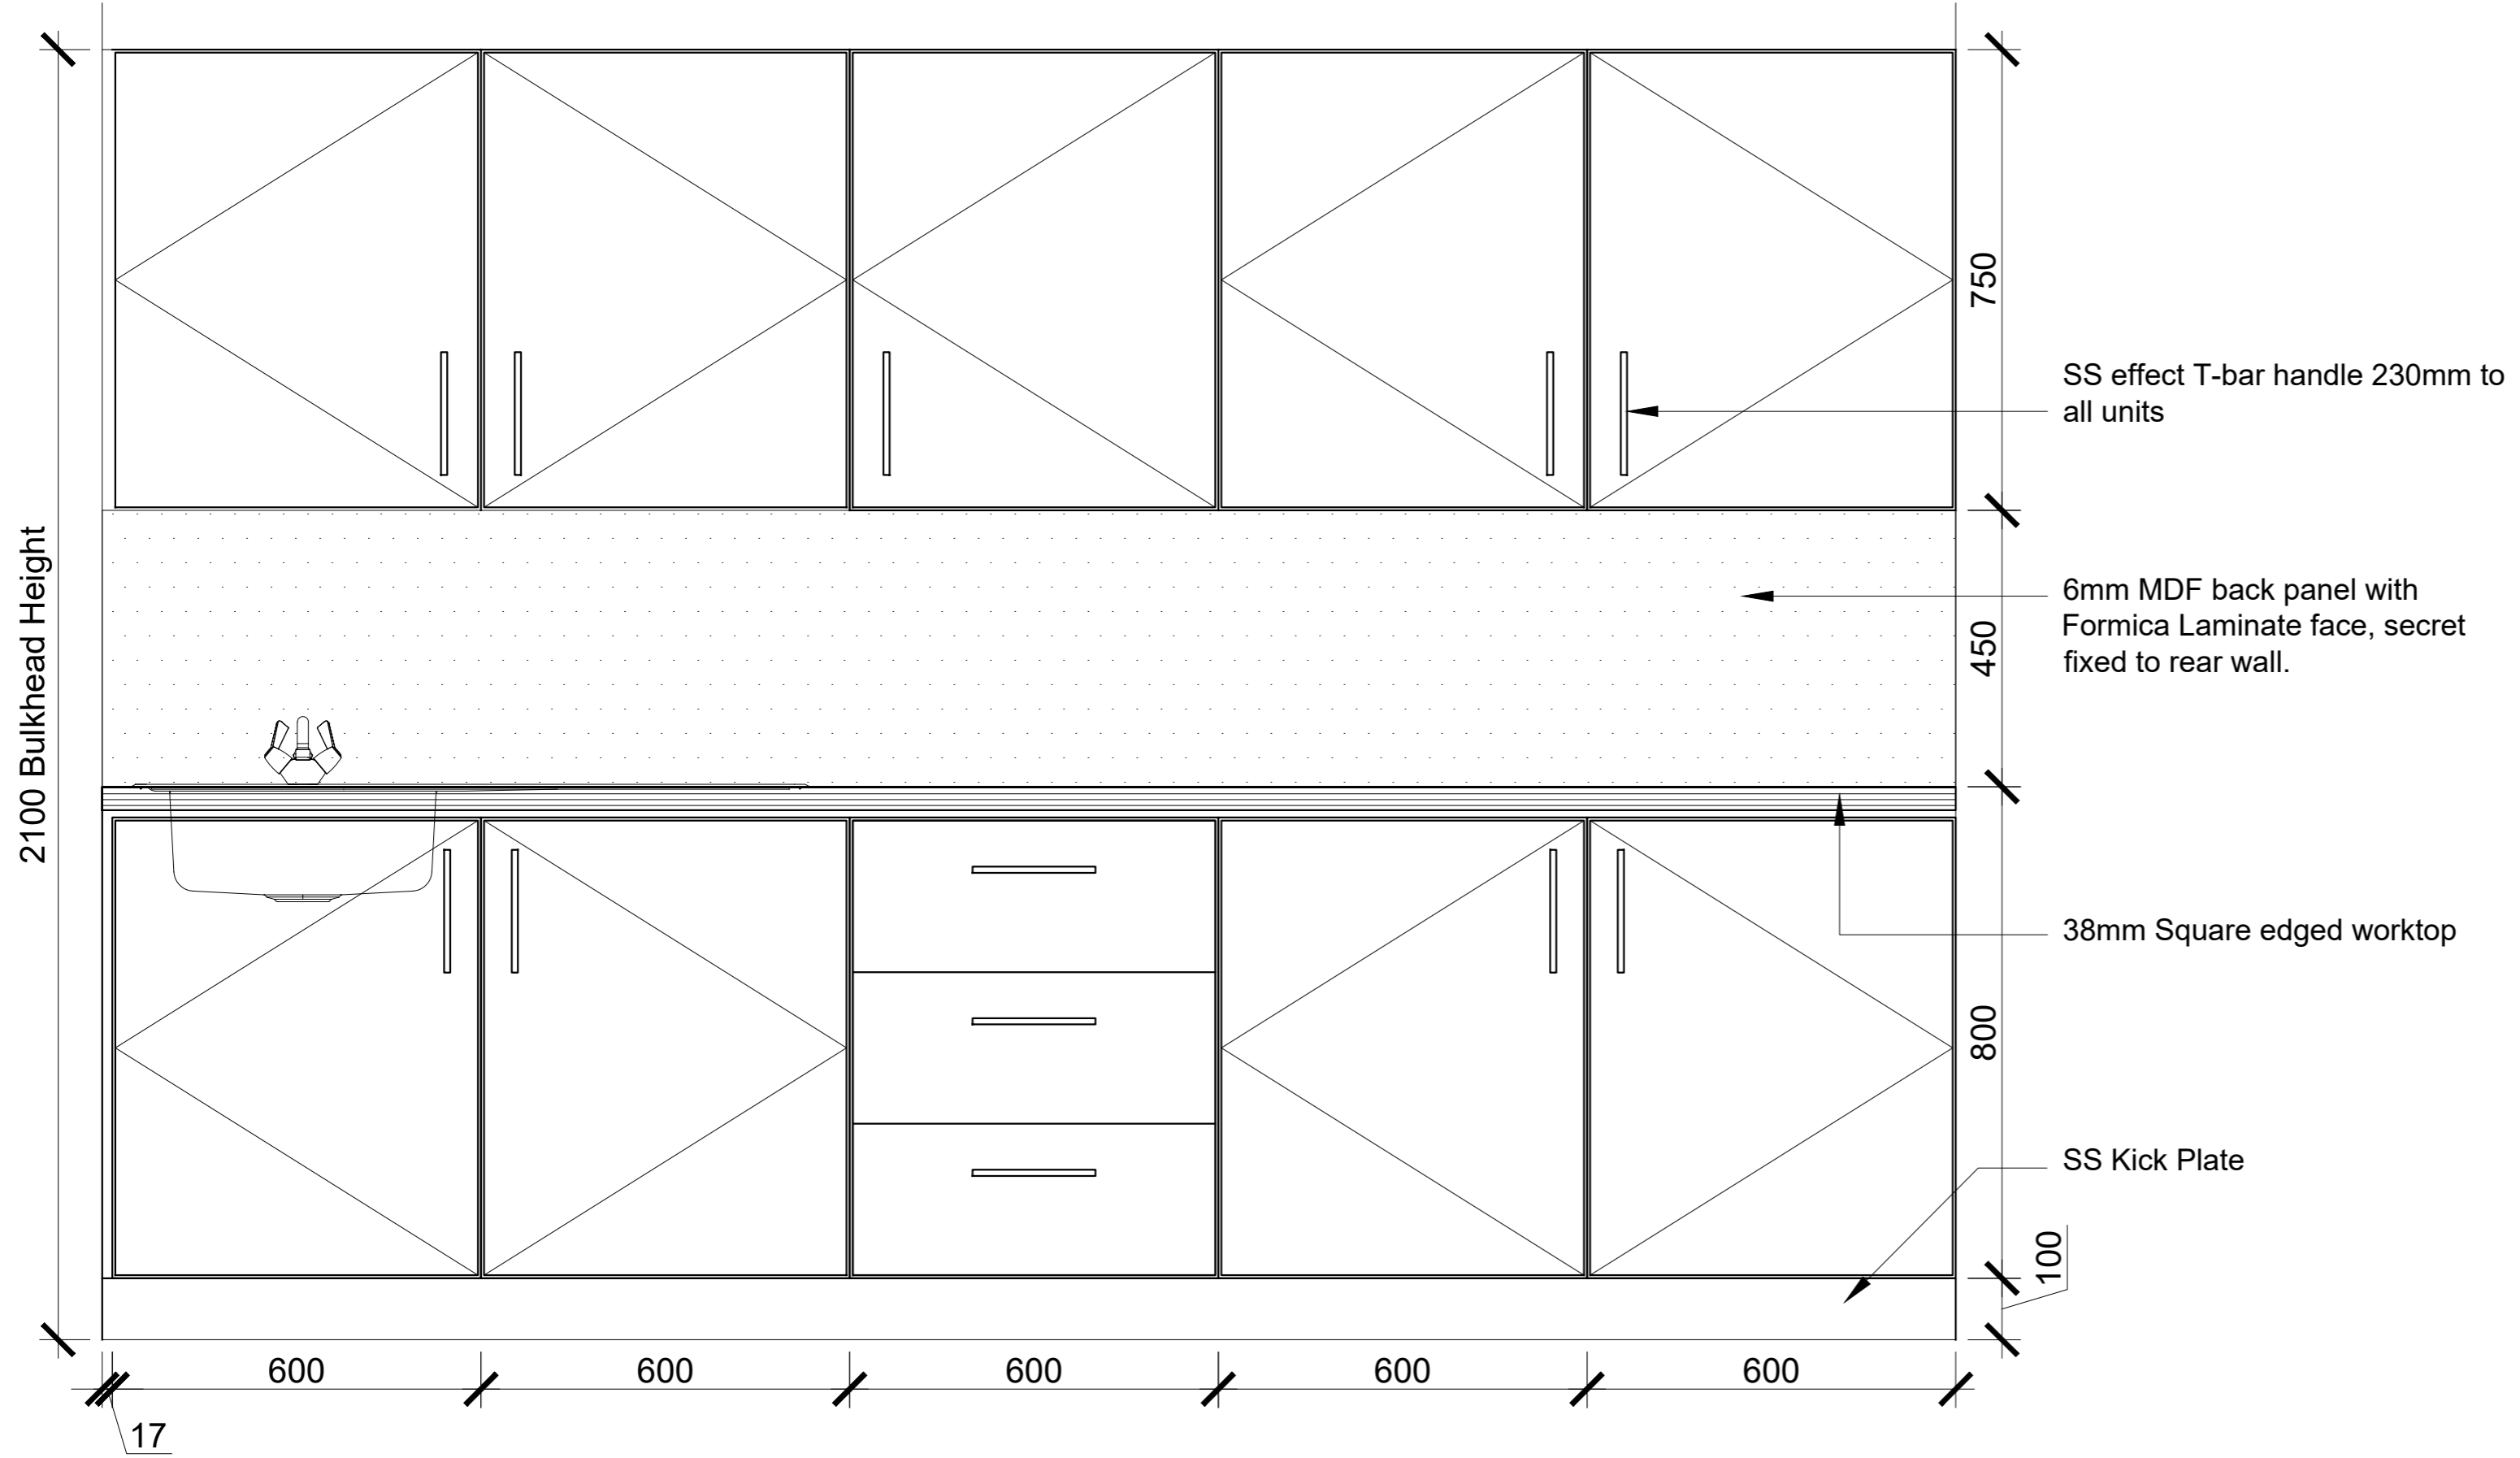 2100 Bulkhead Height
750
SS effect T-bar handle 230mm to
all units
6mm MDF back panel with
Formica Laminate face, secret
fixed to rear wall.
450
38mm Square edged worktop
800
SS Kick Plate
100
600
600
600
600
600
17